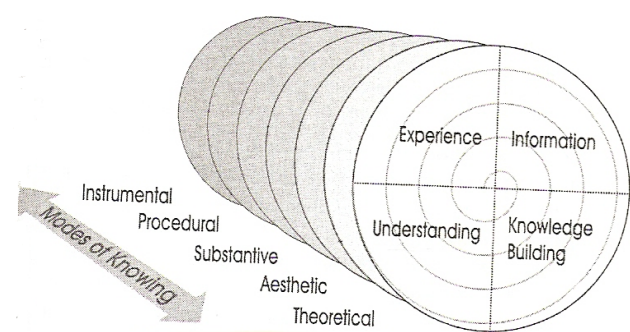 Experience
Information
Understanding
Knowledge
Building
Instrumental
Procedural
Substantive
Aesthetic
Theoretical
Modes of Knowing